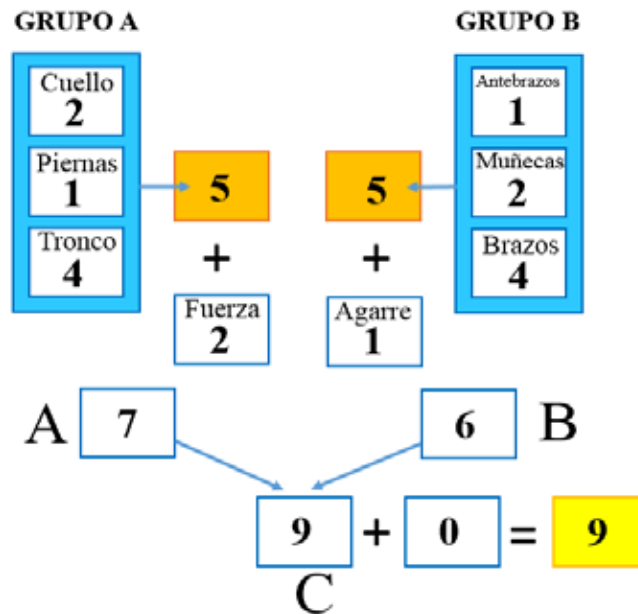 GRUPO A
GRUPO B
Cuello
2
Piernas
1
Tronco
4
5
+
Fuerza
2
5
+
Agarre
1
Antebrazos
1
Muñecas
2
Brazos
4
A
7
6
B
9 + 0 = 9
C